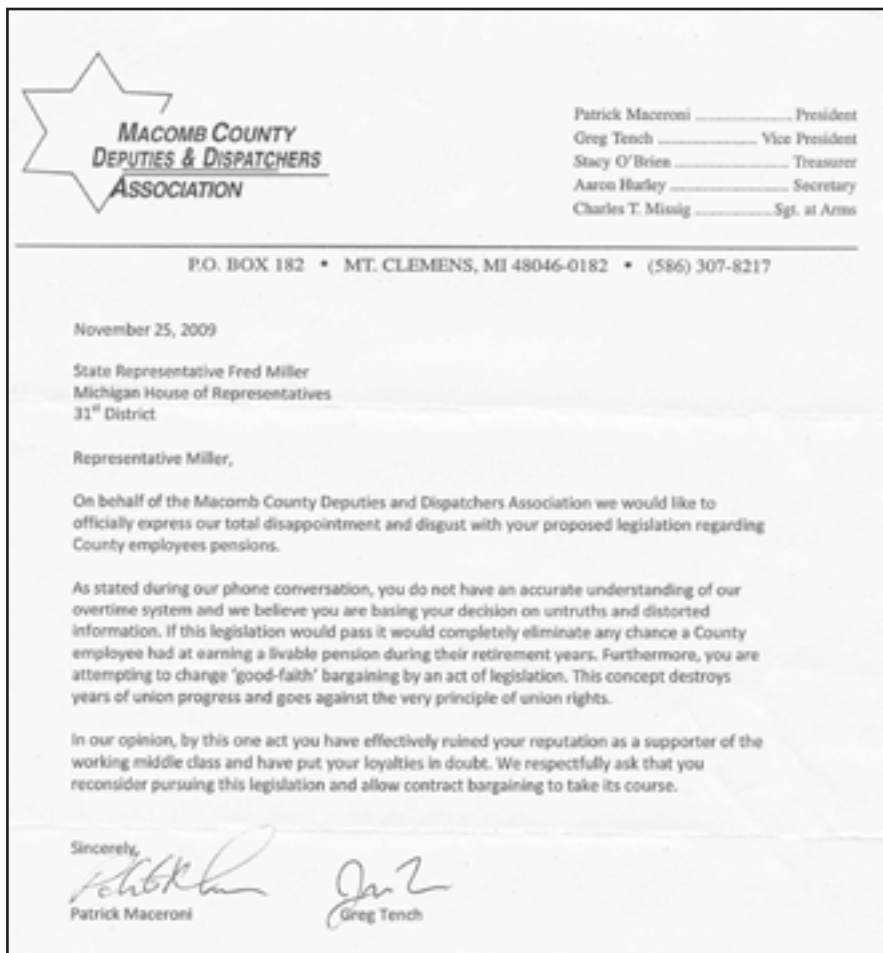 MACOMB COUNTY
DEPUTIES & DISPATCHERS
ASSOCIATION
Patrick Maceroni President
Greg Tench Vice President
Stacy O'Brien Treasurer
Aaron Hurley Secretary
Charles T. Missig Sgt. at Arms
P.O. BOX 182 • MT. CLEMENS, MI 48046-0182 • (586) 307-8217
November 25, 2009
State Representative Fred Miller
Michigan House of Representatives
31st District
Representative Miller,
On behalf of the Macomb County Deputies and Dispatchers Association we would like to
officially express our total disappointment and disgust with your proposed legislation regarding
County employees pensions.
As stated during our phone conversation, you do not have an accurate understanding of our
overtime system and we believe you are basing your decision on untruths and distorted
information. If this legislation would pass it would completely eliminate any chance a County
employee had at earning a livable pension during their retirement years. Furthermore, you are
attempting to change 'good-faith' bargaining by an act of legislation. This concept destroys
years of union progress and goes against the very principle of union rights.
In our opinion, by this one act you have effectively ruined your reputation as a supporter of the
working middle class and have put your loyalties in doubt. We respectfully ask that you
reconsider pursuing this legislation and allow contract bargaining to take its course.
Sincerely,
Patrick Maceroni
Greg Tench